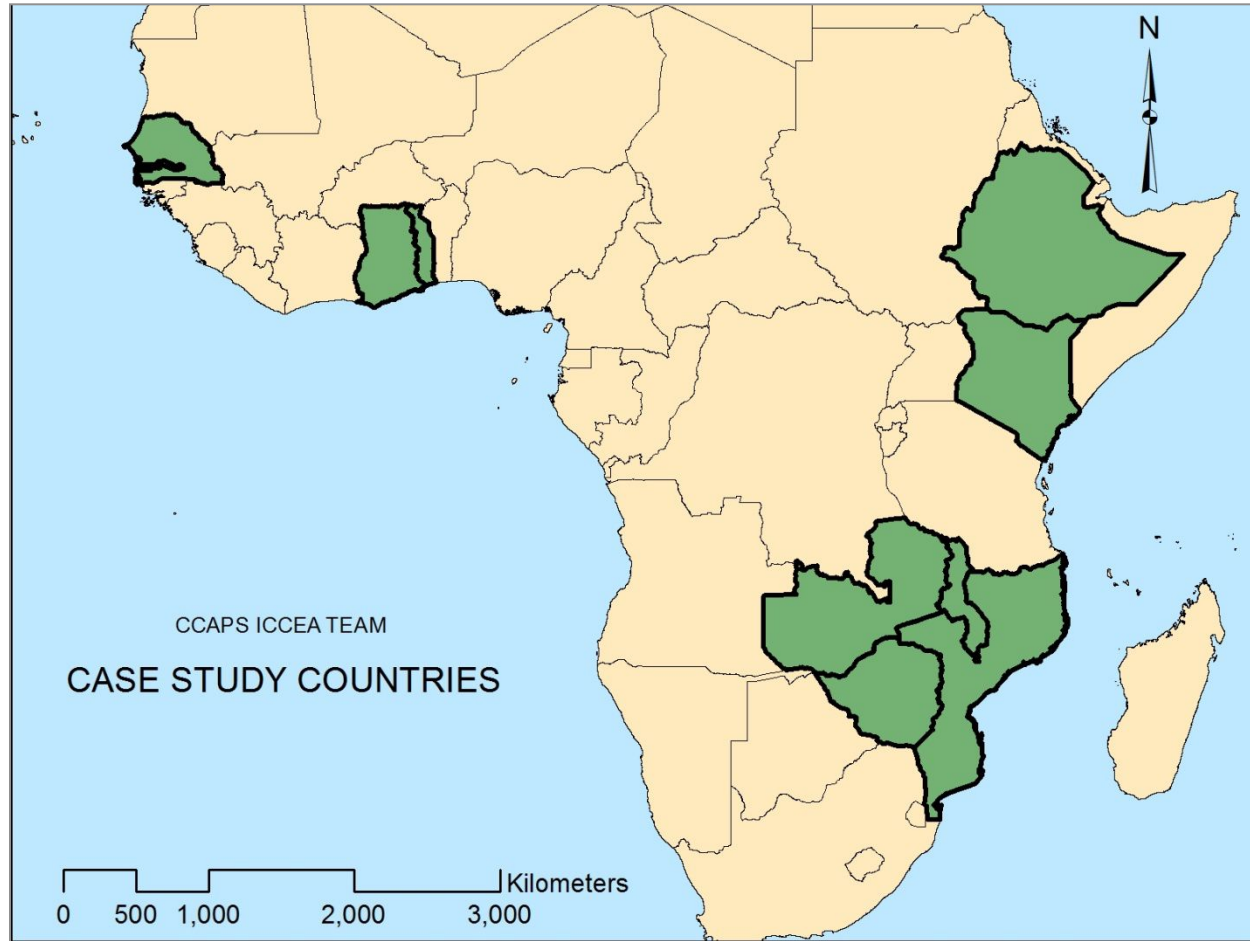 N
CCAPS ICCEA TEAM
CASE STUDY COUNTRIES
Kilometers
0 500 1,000 2,000 3,000